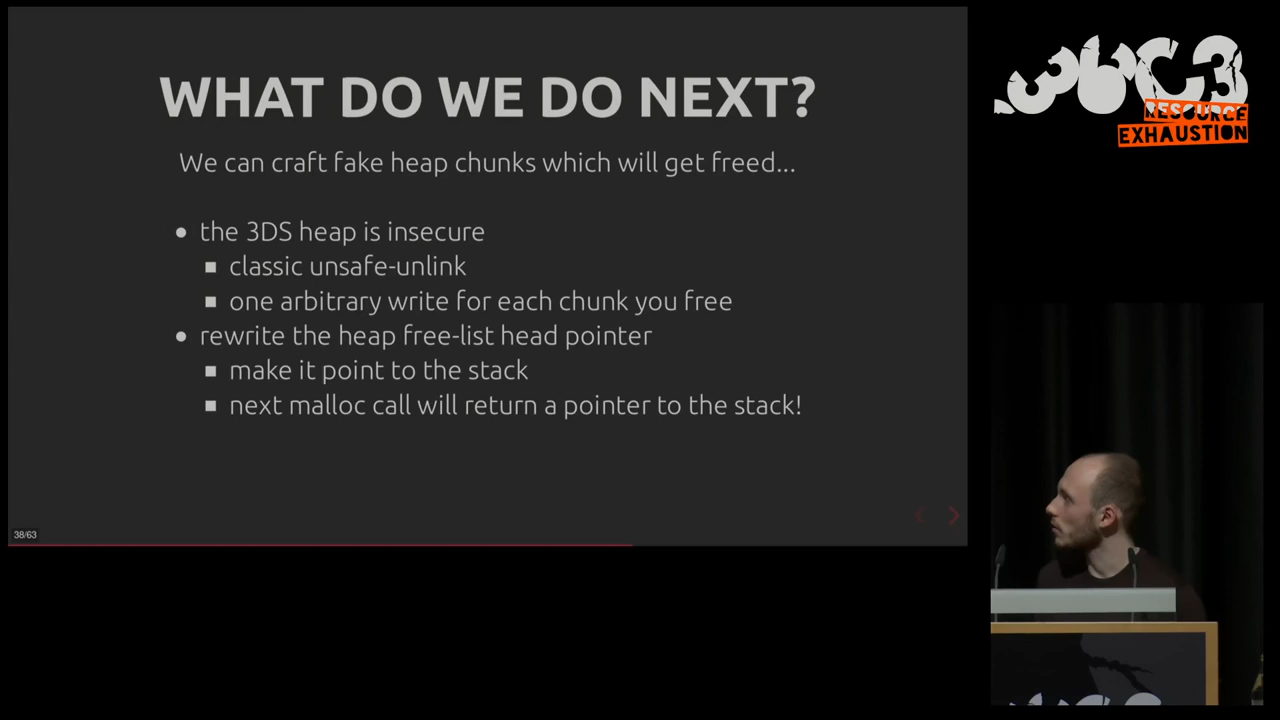 WHAT DO WE DO NEXT?
We can craft fake heap chunks which will get freed...
● the 3DS heap is insecure
■ classic unsafe-unlink
■ one arbitrary write for each chunk you free
● rewrite the heap free-list head pointer
■ make it point to the stack
■ next malloc call will return a pointer to the stack!
38/63
36C3
RESOURCE
EXHAUSTION